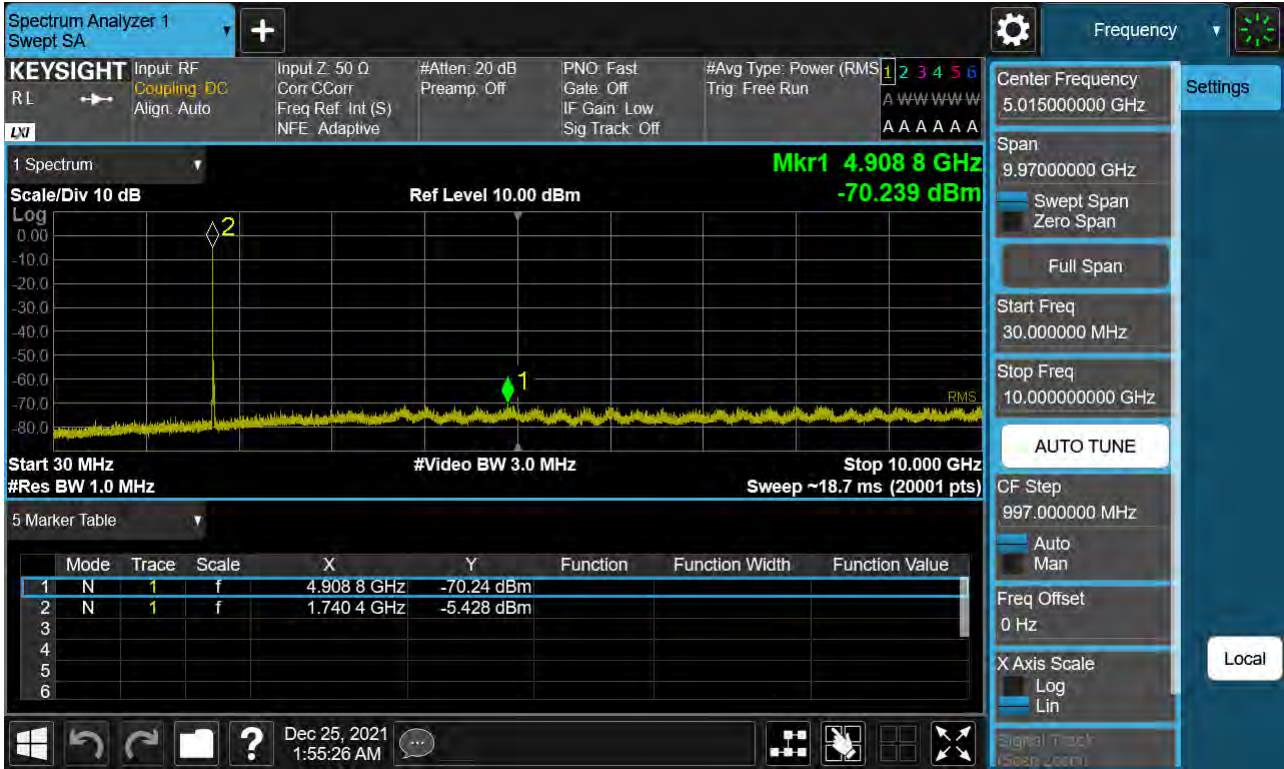 Spectrum Analyzer 1
Swept SA
+
Frequency
KEYSIGHT
RL
LXI
Input: RF
Coupling: DC
Align: Auto
Input Z: 50 Ω
Corr CCorr
Freq Ref: Int (S)
NFE: Adaptive
#Atten: 20 dB
Preamp: Off
PNO: Fast
Gate: Off
IF Gain: Low
Sig Track: Off
#Avg Type: Power (RMS
Trig: Free Run
1 2 3 4 5 6
A W W W W W
A A A A A A
1 Spectrum
Mkr1 4.908 8 GHz
Scale/Div 10 dB
Ref Level 10.00 dBm
-70.239 dBm
Log
0.00
2
-10.0
-20.0
-30.0
-40.0
-50.0
-60.0
1
-70.0
RMS
-80.0
Start 30 MHz
#Video BW 3.0 MHz
Stop 10.000 GHz
#Res BW 1.0 MHz
Sweep ~18.7 ms (20001 pts)
5 Marker Table
Mode Trace Scale X Y Function Function Width Function Value
1 N 1 f 4.908 8 GHz -70.24 dBm
2 N 1 f 1.740 4 GHz -5.428 dBm
3
4
5
6
?
Dec 25, 2021
1:55:26 AM
Center Frequency
5.015000000 GHz
Settings
Span
9.97000000 GHz
Swept Span
Zero Span
Full Span
Start Freq
30.000000 MHz
Stop Freq
10.000000000 GHz
AUTO TUNE
CF Step
997.000000 MHz
Auto
Man
Freq Offset
0 Hz
X Axis Scale
Log
Lin
Local
Signal Track
(Span Zoom)